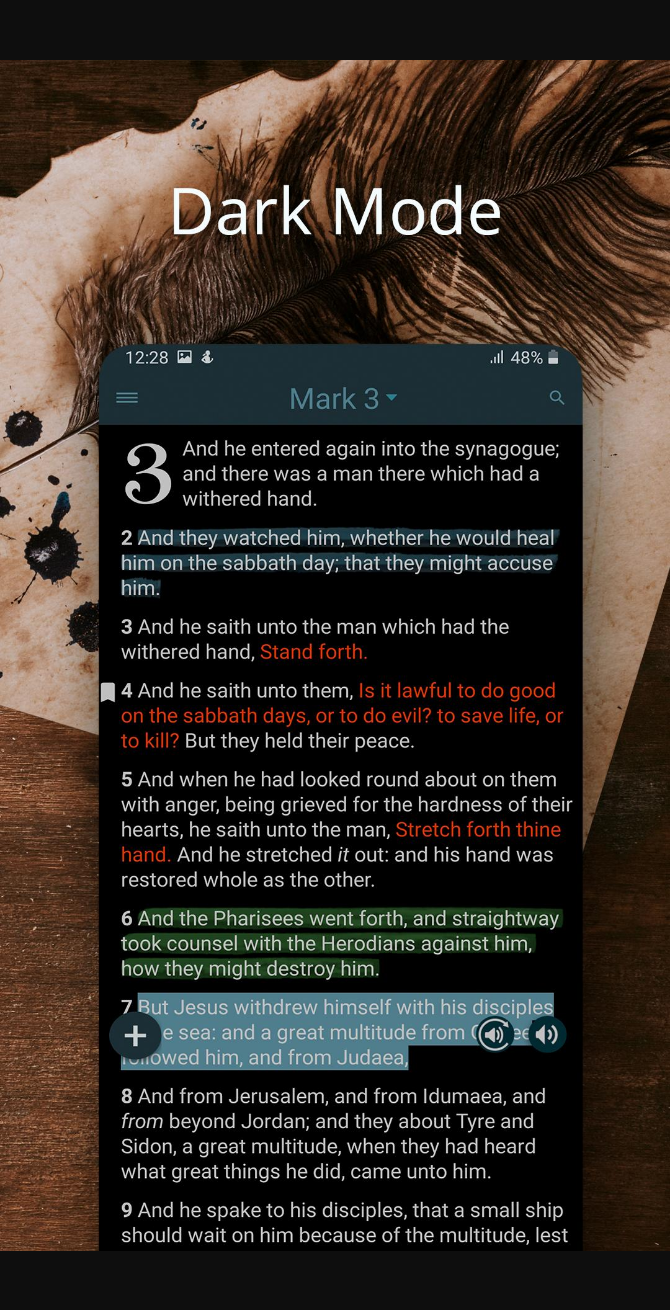 Dark Mode
12:28
48%
Mark 3
3 And he entered again into the synagogue;
and there was a man there which had a
withered hand.
2 And they watched him, whether he would heal
him on the sabbath day; that they might accuse
him.
3 And he saith unto the man which had the
withered hand, Stand forth.
4 And he saith unto them, Is it lawful to do good
on the sabbath days, or to do evil? to save life, or
to kill? But they held their peace.
5 And when he had looked round about on them
with anger, being grieved for the hardness of their
hearts, he saith unto the man, Stretch forth thine
hand. And he stretched it out: and his hand was
restored whole as the other.
6 And the Pharisees went forth, and straightway
took counsel with the Herodians against him,
how they might destroy him.
7 But Jesus withdrew himself with his disciples
sea: and a great multitude from
followed him, and from Judaea,
8 And from Jerusalem, and from Idumaea, and
from beyond Jordan; and they about Tyre and
Sidon, a great multitude, when they had heard
what great things he did, came unto him.
9 And he spake to his disciples, that a small ship
should wait on him because of the multitude, lest